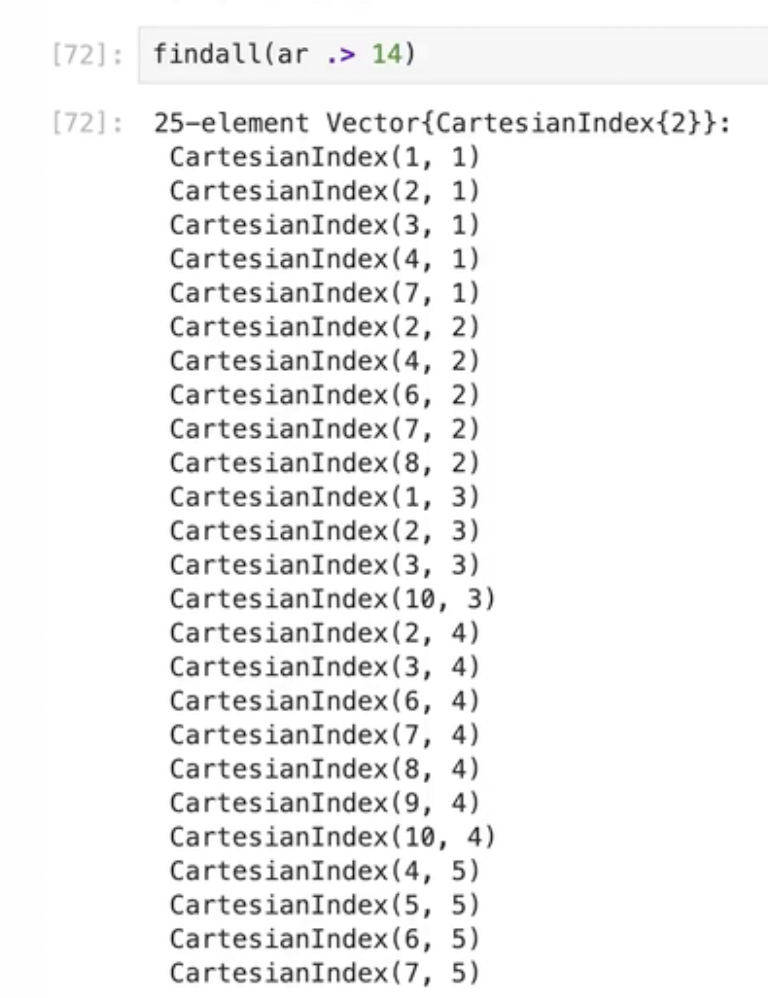 [72]: findall(ar .> 14)
[72]: 25-element Vector{CartesianIndex{2}}:
CartesianIndex(1, 1)
CartesianIndex(2, 1)
CartesianIndex(3, 1)
CartesianIndex(4, 1)
CartesianIndex(7, 1)
CartesianIndex(2, 2)
CartesianIndex(4, 2)
CartesianIndex(6, 2)
CartesianIndex(7, 2)
CartesianIndex(8, 2)
CartesianIndex(1, 3)
CartesianIndex(2, 3)
CartesianIndex(3, 3)
CartesianIndex(10, 3)
CartesianIndex(2, 4)
CartesianIndex(3, 4)
CartesianIndex(6, 4)
CartesianIndex(7, 4)
CartesianIndex(8, 4)
CartesianIndex(9, 4)
CartesianIndex(10, 4)
CartesianIndex(4, 5)
CartesianIndex(5, 5)
CartesianIndex(6, 5)
CartesianIndex(7, 5)